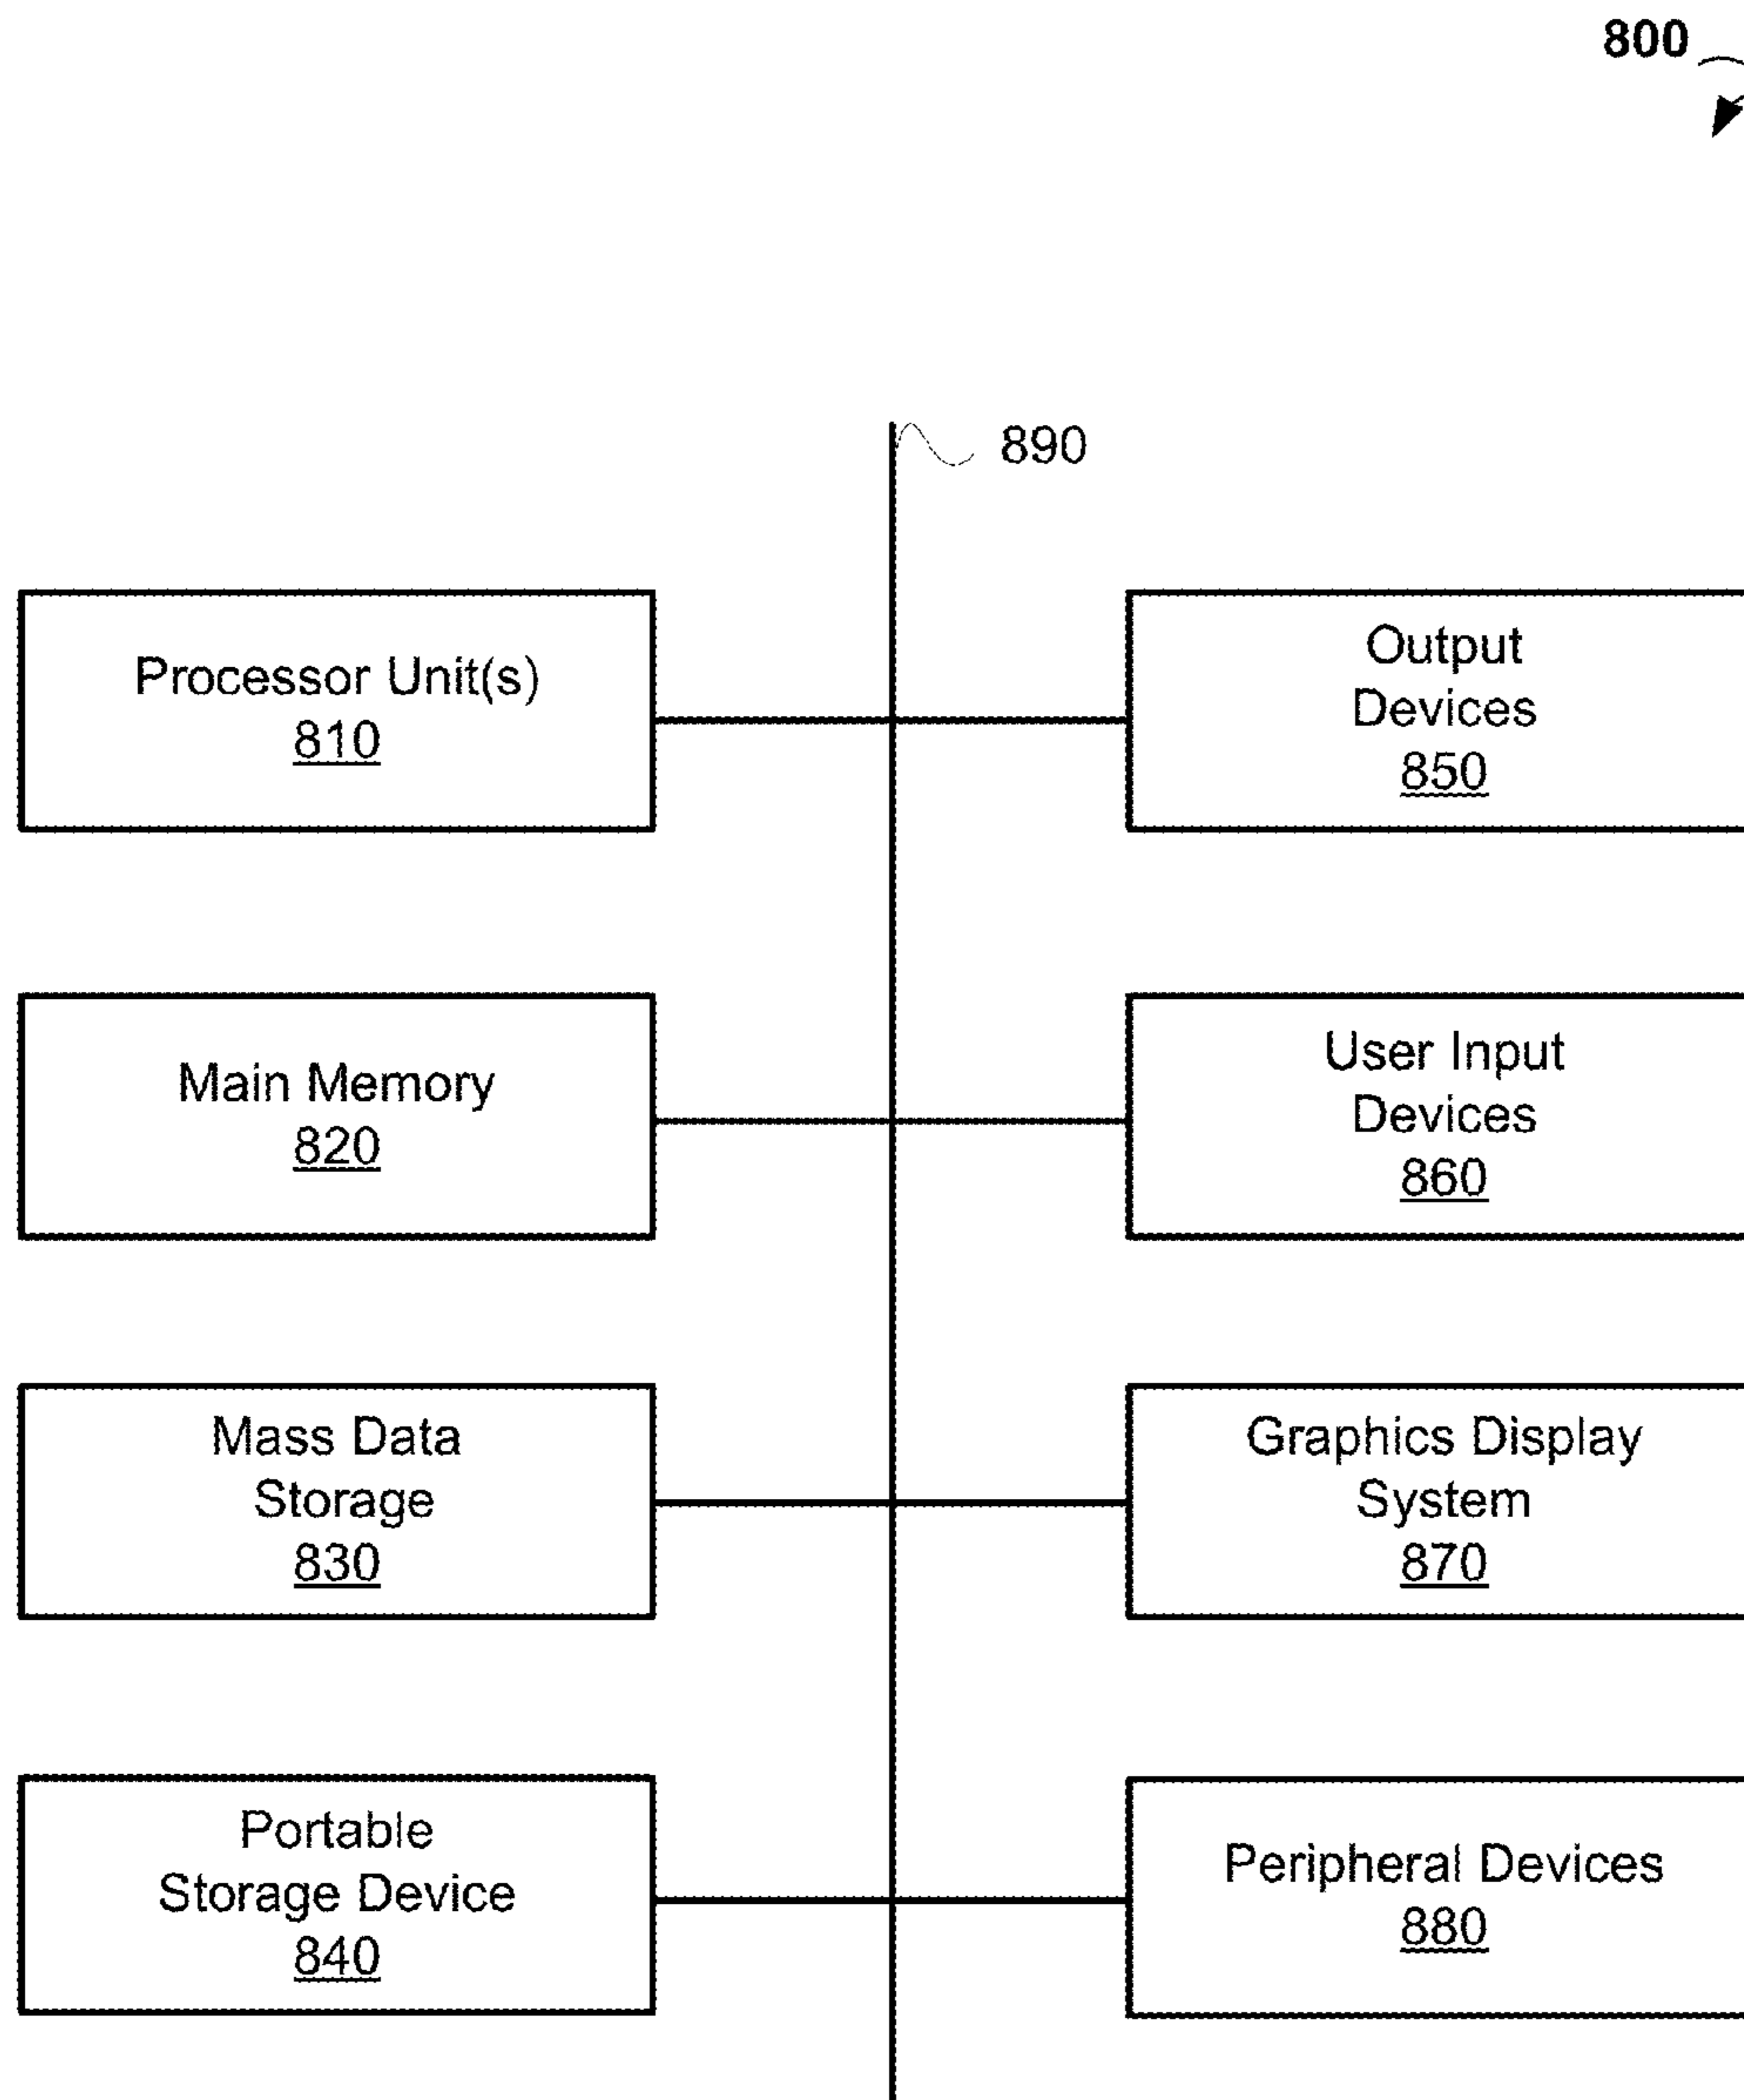 800
890
Processor Unit(s)
810
Output
Devices
850
Main Memory
820
User Input
Devices
860
Mass Data
Storage
830
Graphics Display
System
870
Portable
Storage Device
840
Peripheral Devices
880